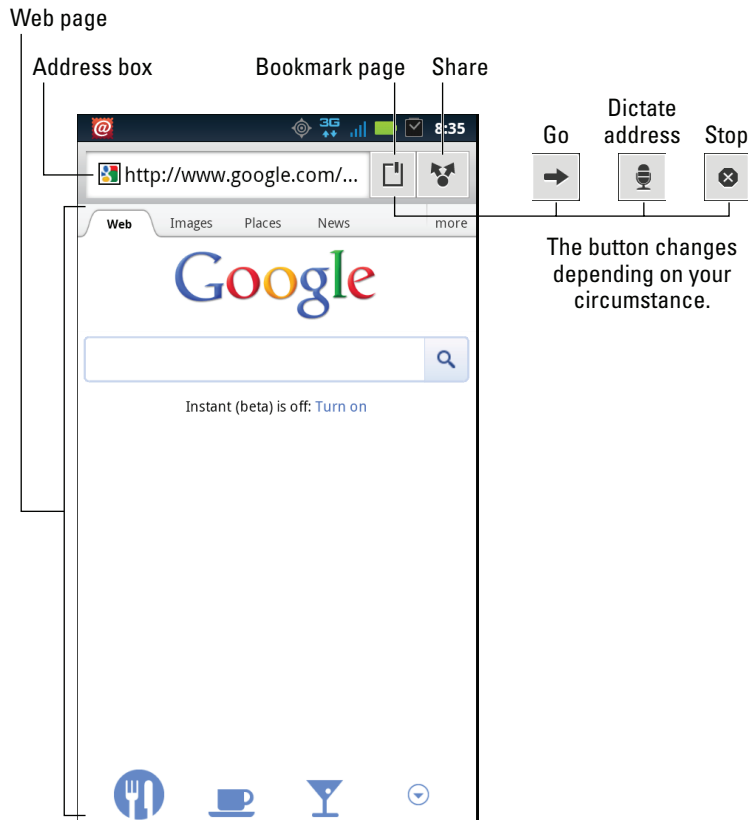 Web page
Address box
Bookmark page
Share
Go
Dictate
address
Stop
@
3G
8:35
http://www.google.com/...
The button changes
depending on your
circumstance.
Web
Images
Places
News
more
Google
Instant (beta) is off: Turn on